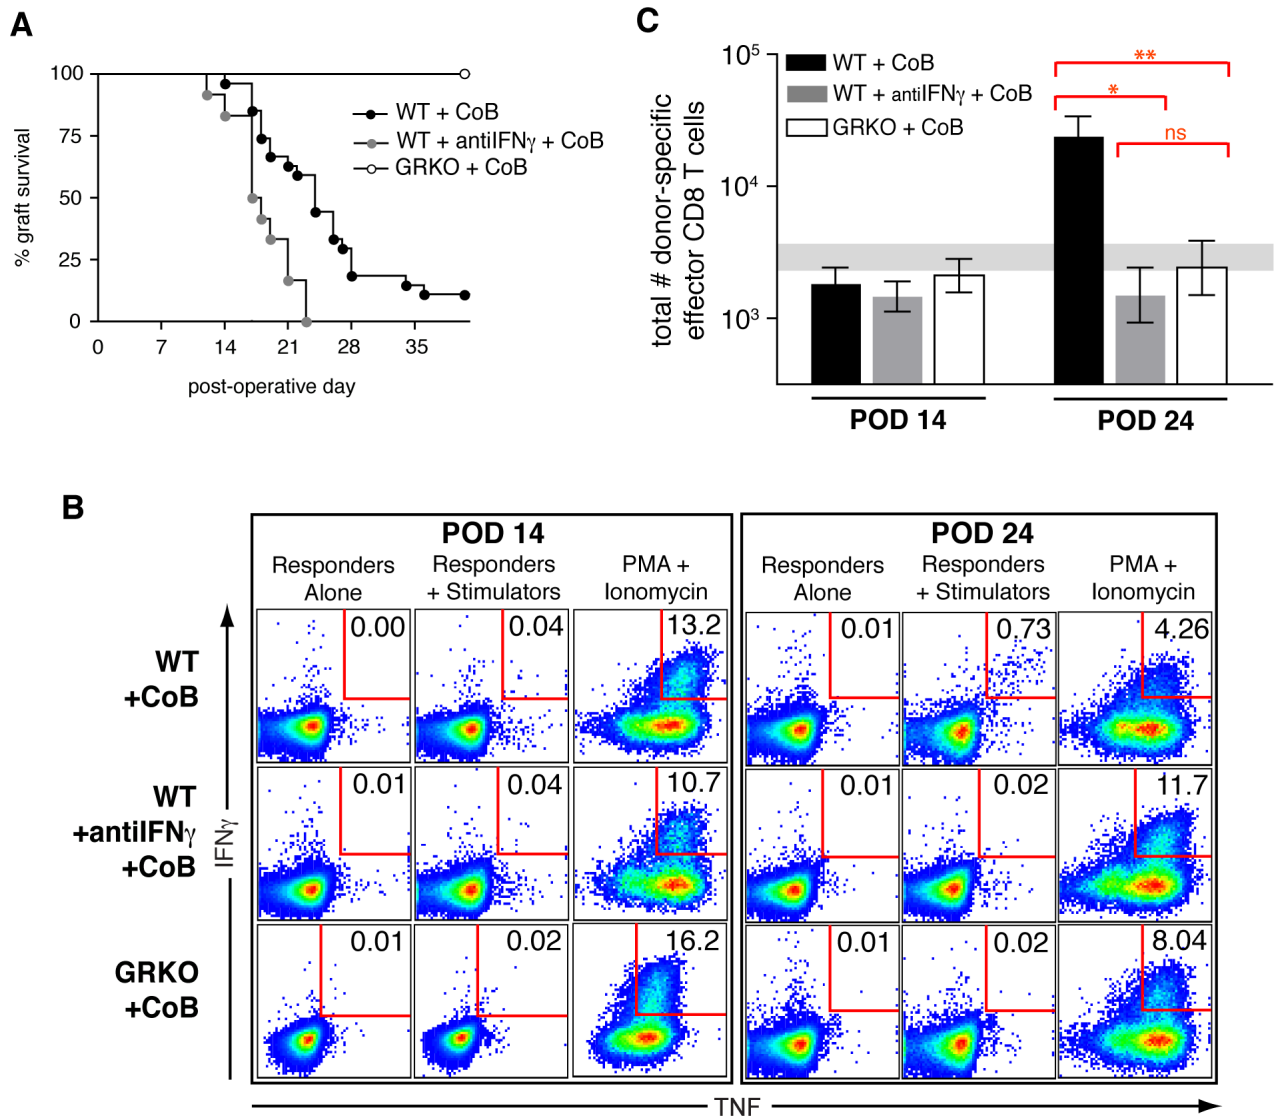 A
% graft survival
100
75
50
25
0
0 7 14 21 28 35
post-operative day
WT + CoB
WT + antiIFNγ + CoB
GRKO + CoB
C
total # donor-specific
effector CD8 T cells
10⁵
10⁴
10³
WT + CoB
WT + antiIFNγ + CoB
GRKO + CoB
**
*
ns
POD 14 POD 24
B
POD 14 POD 24
Responders Responders PMA + Responders Responders PMA +
Alone + Stimulators Ionomycin Alone + Stimulators Ionomycin
WT
+CoB
0.00 0.04 13.2 0.01 0.73 4.26
WT
+antiIFNγ
+CoB
0.01 0.04 10.7 0.01 0.02 11.7
GRKO
+CoB
0.01 0.02 16.2 0.01 0.02 8.04
IFNγ
TNF